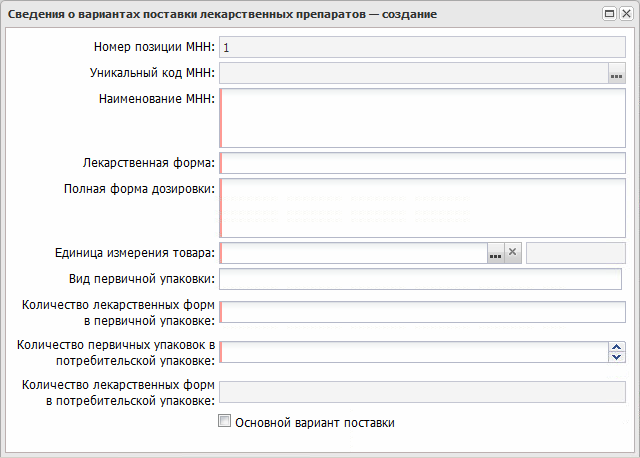 Сведения о вариантах поставки лекарственных препаратов — создание
Номер позиции МНН: 1
Уникальный код МНН:
Наименование МНН:
Лекарственная форма:
Полная форма дозировки:
Единица измерения товара:
Вид первичной упаковки:
Количество лекарственных форм
в первичной упаковке:
Количество первичных упаковок в
потребительской упаковке:
Количество лекарственных форм
в потребительской упаковке:
Основной вариант поставки